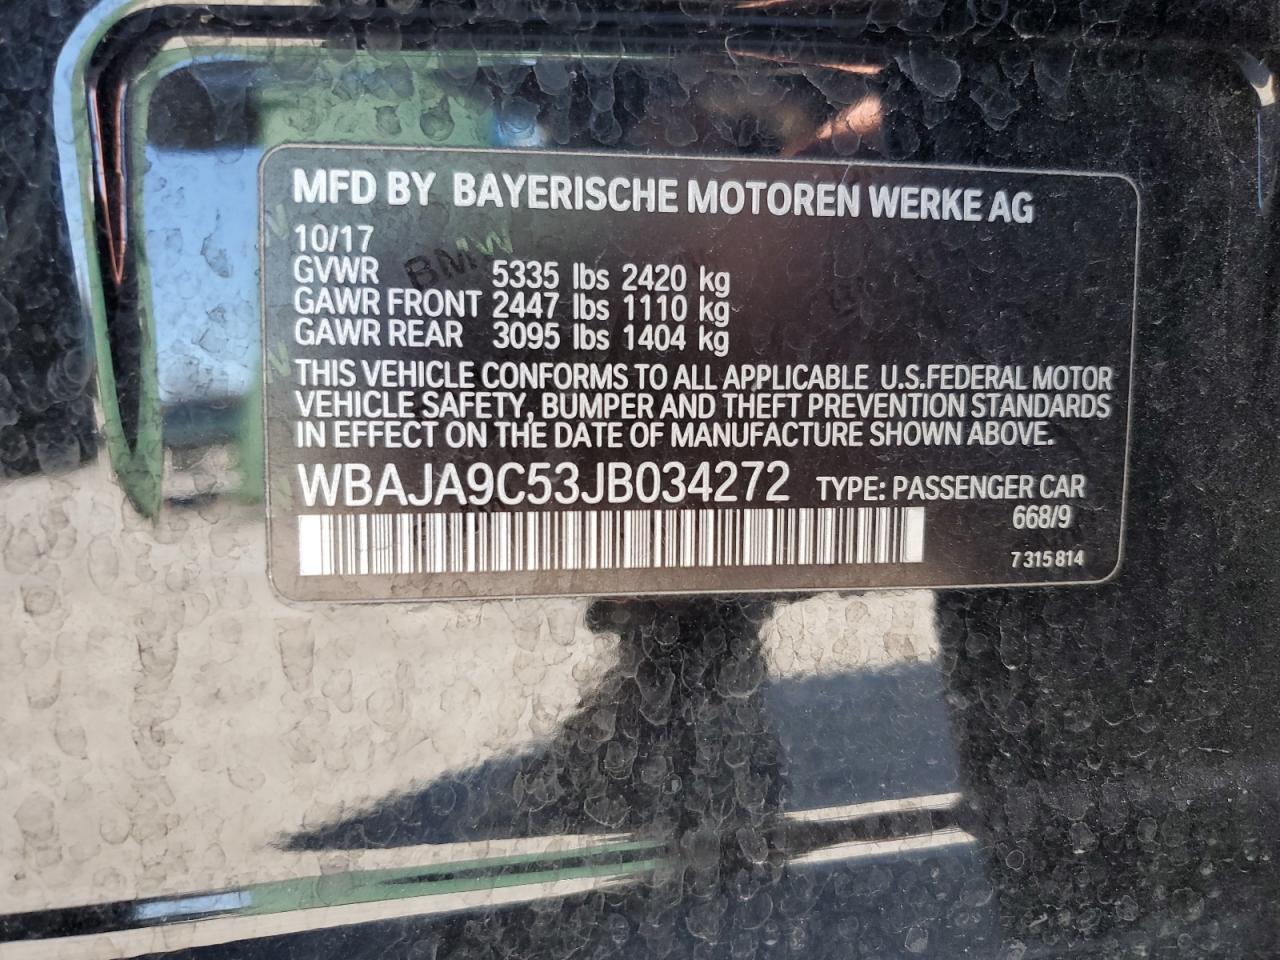 MFD BY BAYERISCHE MOTOREN WERKE AG
10/17
BMW
GVWR 5335 lbs 2420 kg
GAWR FRONT 2447 lbs 1110 kg
GAWR REAR 3095 lbs 1404 kg
THIS VEHICLE CONFORMS TO ALL APPLICABLE U.S.FEDERAL MOTOR
VEHICLE SAFETY, BUMPER AND THEFT PREVENTION STANDARDS
IN EFFECT ON THE DATE OF MANUFACTURE SHOWN ABOVE.
WBAJA9C53JB034272 TYPE: PASSENGER CAR
668/9
7 315 814